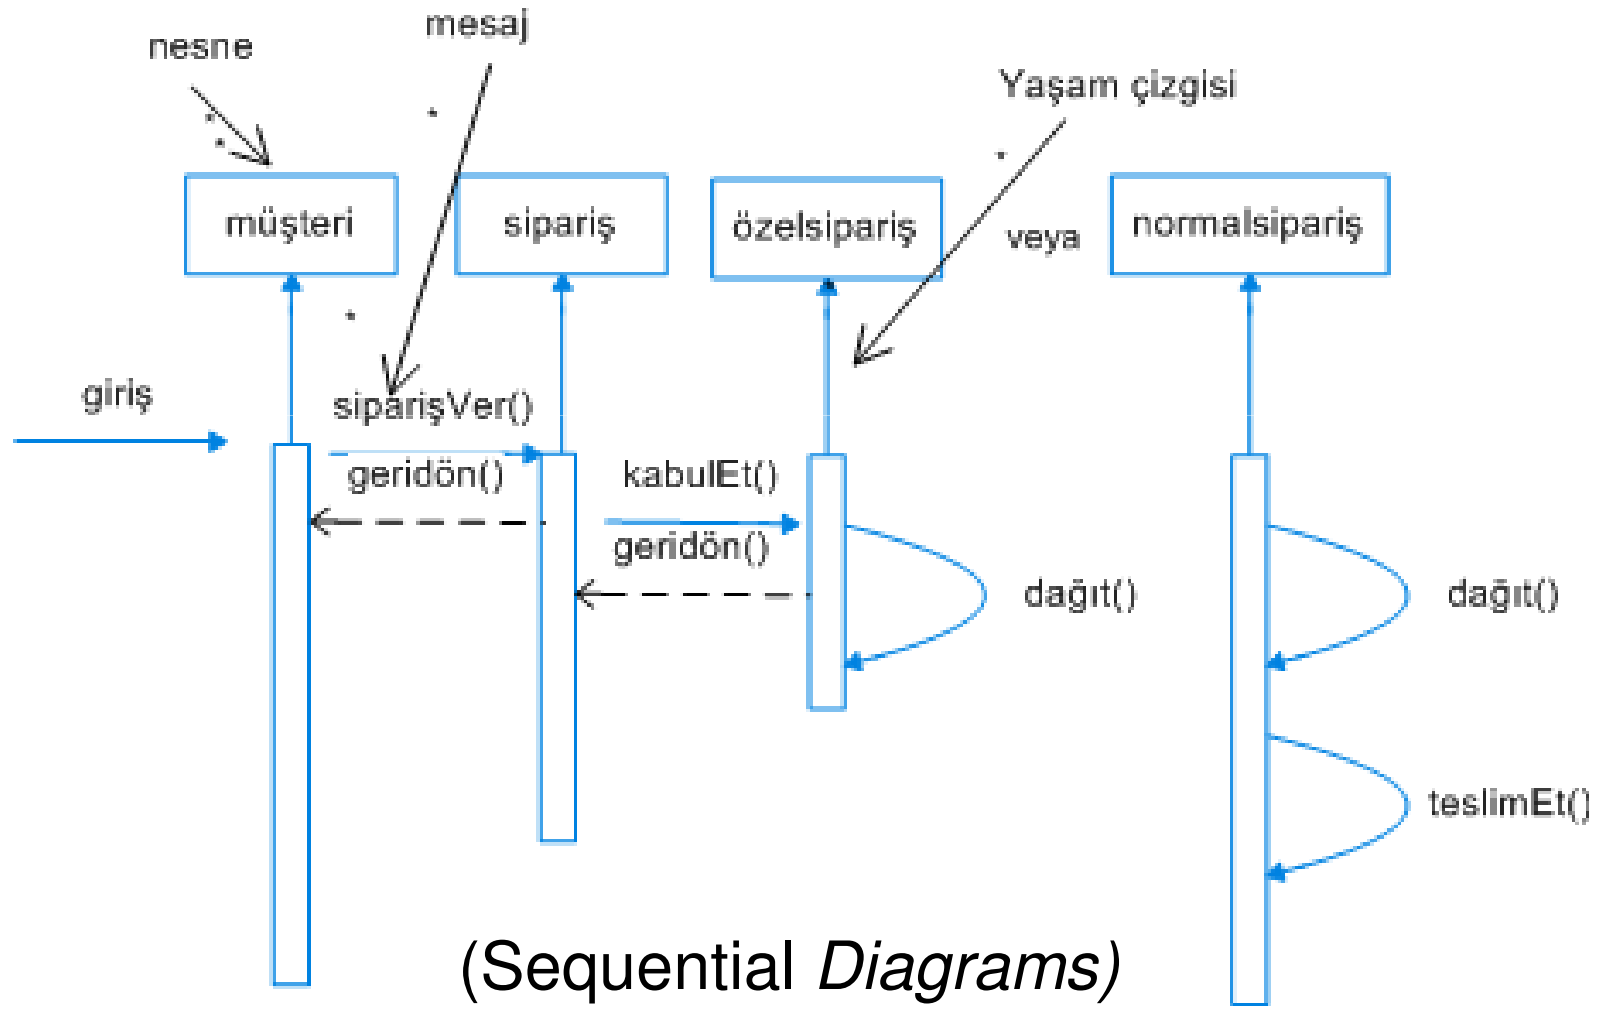 mesaj
nesne
Yaşam çizgisi
müşteri
sipariş
özelsipariş
veya
normalsipariş
giriş
siparişVer()
geridön()
kabulEt()
geridön()
dağıt()
dağıt()
teslimEt()
(Sequential Diagrams)